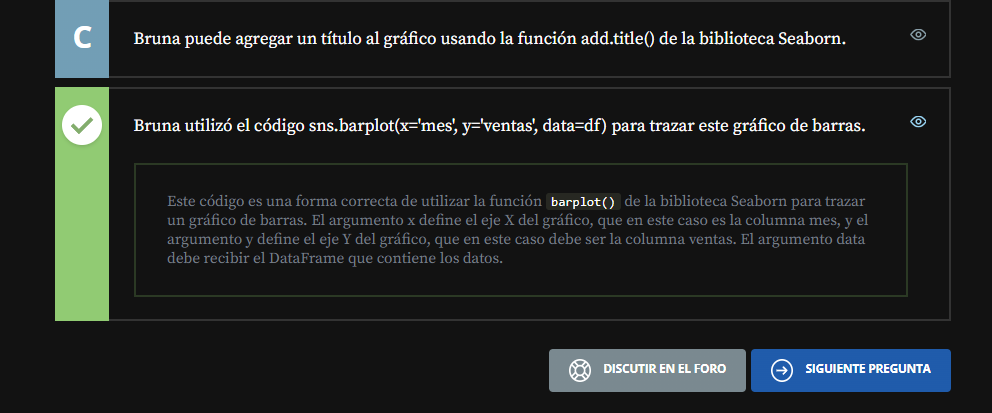 C
Bruna puede agregar un título al gráfico usando la función add.title() de la biblioteca Seaborn.
Bruna utilizó el código sns.barplot(x='mes', y='ventas', data=df) para trazar este gráfico de barras.
Este código es una forma correcta de utilizar la función barplot() de la biblioteca Seaborn para trazar
un gráfico de barras. El argumento x define el eje X del gráfico, que en este caso es la columna mes, y el
argumento y define el eje Y del gráfico, que en este caso debe ser la columna ventas. El argumento data
debe recibir el DataFrame que contiene los datos.
DISCUTIR EN EL FORO
SIGUIENTE PREGUNTA